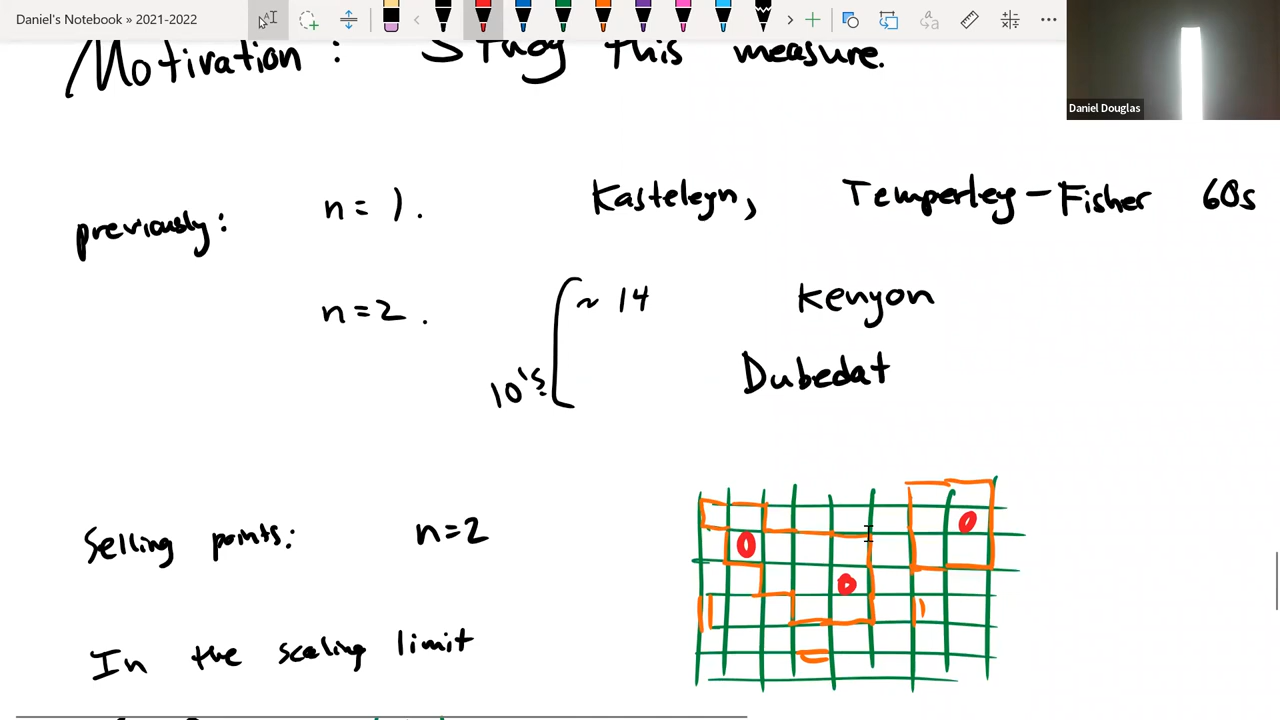 Daniel's Notebook » 2021-2022
Daniel Douglas
Motivation : Study this measure.
previously: n = 1. Kasteleyn, Temperley-Fisher 60s
n=2. ~ 14 Kenyon
10's Dubedat
Selling points: n=2
In the scaling limit